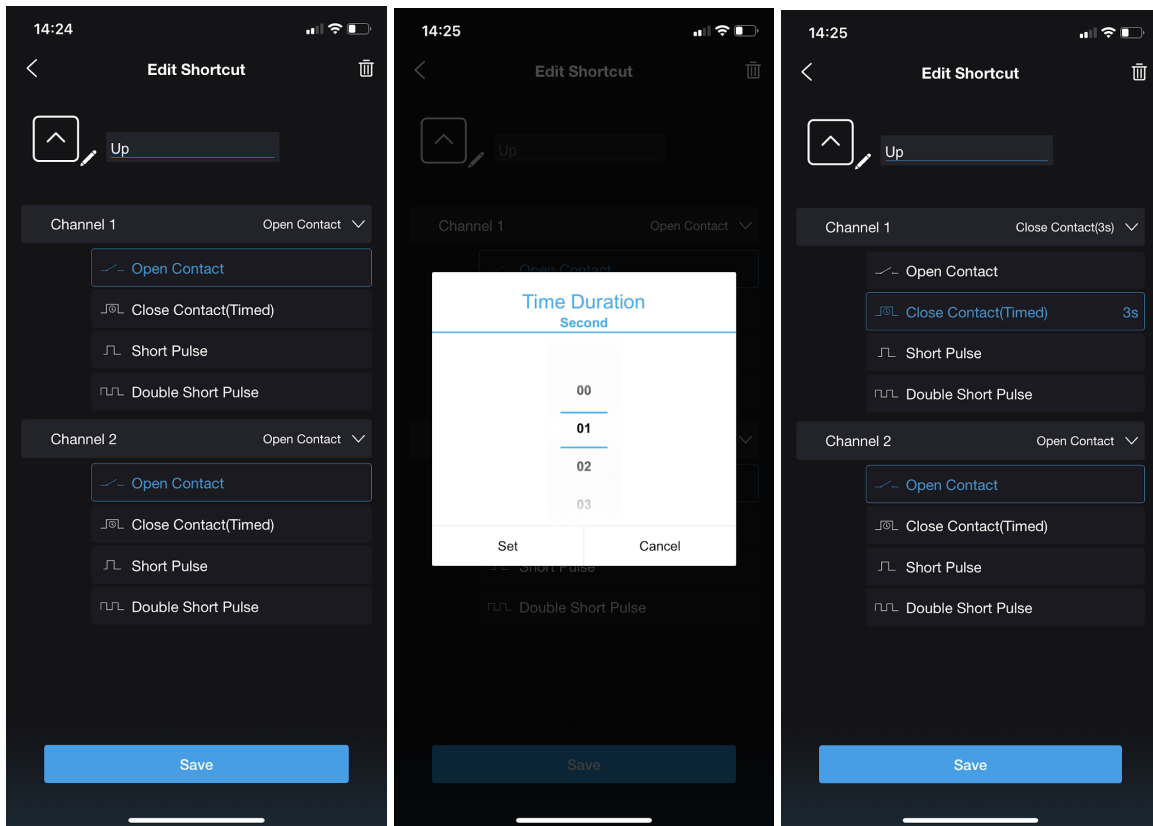 14:24
Edit Shortcut
Up
Channel 1 Open Contact
Open Contact
Close Contact(Timed)
Short Pulse
Double Short Pulse
Channel 2 Open Contact
Open Contact
Close Contact(Timed)
Short Pulse
Double Short Pulse
Save
14:25
Edit Shortcut
Up
Channel 1 Open Contact
Open Contact
Time Duration
Second
00
01
02
03
Set Cancel
Short Pulse
Double Short Pulse
Save
14:25
Edit Shortcut
Up
Channel 1 Close Contact(3s)
Open Contact
Close Contact(Timed) 3s
Short Pulse
Double Short Pulse
Channel 2 Open Contact
Open Contact
Close Contact(Timed)
Short Pulse
Double Short Pulse
Save